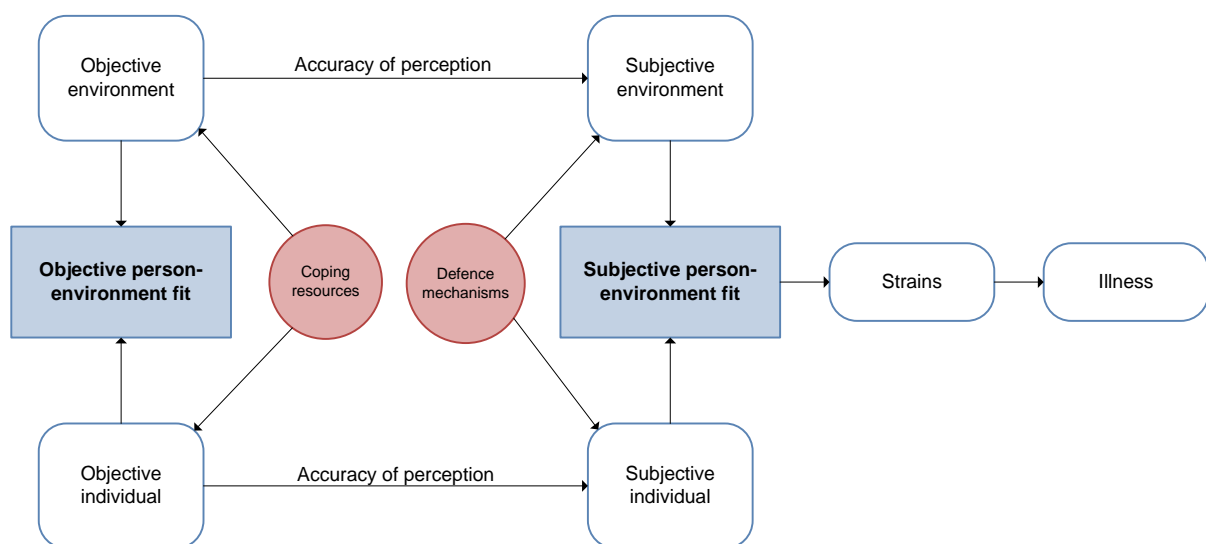 Objective
environment
Accuracy of perception
Subjective
environment
Objective person-
environment fit
Coping
resources
Defence
mechanisms
Subjective person-
environment fit
Strains
Illness
Objective
individual
Accuracy of perception
Subjective
individual